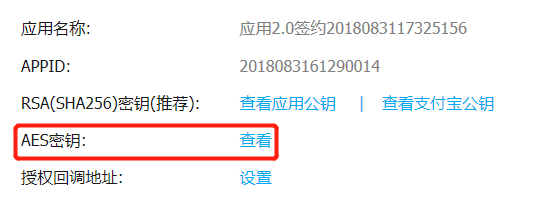 应用名称: 应用2.0签约2018083117325156
APPID: 2018083161290014
RSA(SHA256)密钥(推荐): 查看应用公钥 | 查看支付宝公钥
AES密钥: 查看
授权回调地址: 设置